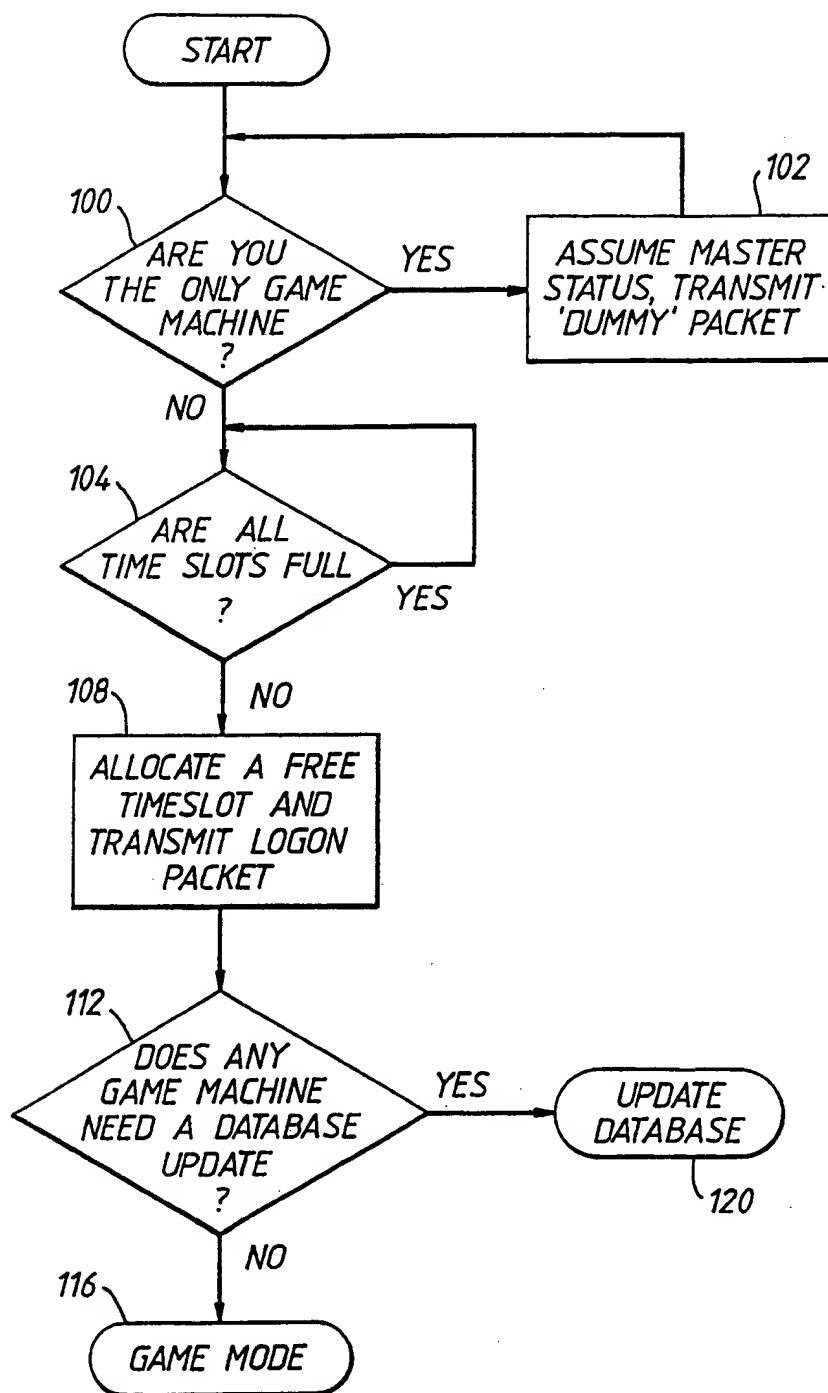 START
100
ARE YOU
THE ONLY GAME
MACHINE
?
YES
102
ASSUME MASTER
STATUS, TRANSMIT
'DUMMY' PACKET
NO
104
ARE ALL
TIME SLOTS FULL
?
YES
NO
108
ALLOCATE A FREE
TIMESLOT AND
TRANSMIT LOGON
PACKET
112
DOES ANY
GAME MACHINE
NEED A DATABASE
UPDATE
?
YES
UPDATE
DATABASE
120
NO
116
GAME MODE